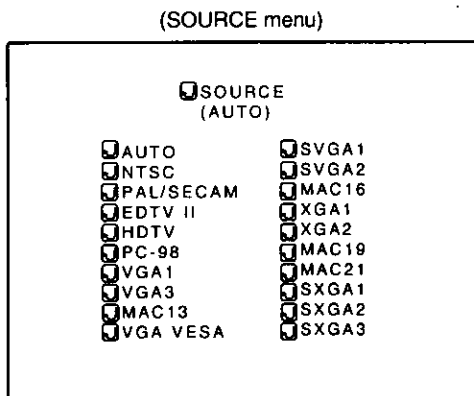 (SOURCE menu)
SOURCE
(AUTO)
AUTO
NTSC
PAL/SECAM
EDTV II
HDTV
PC-98
VGA1
VGA3
MAC13
VGA VESA
SVGA1
SVGA2
MAC16
XGA1
XGA2
MAC19
MAC21
SXGA1
SXGA2
SXGA3